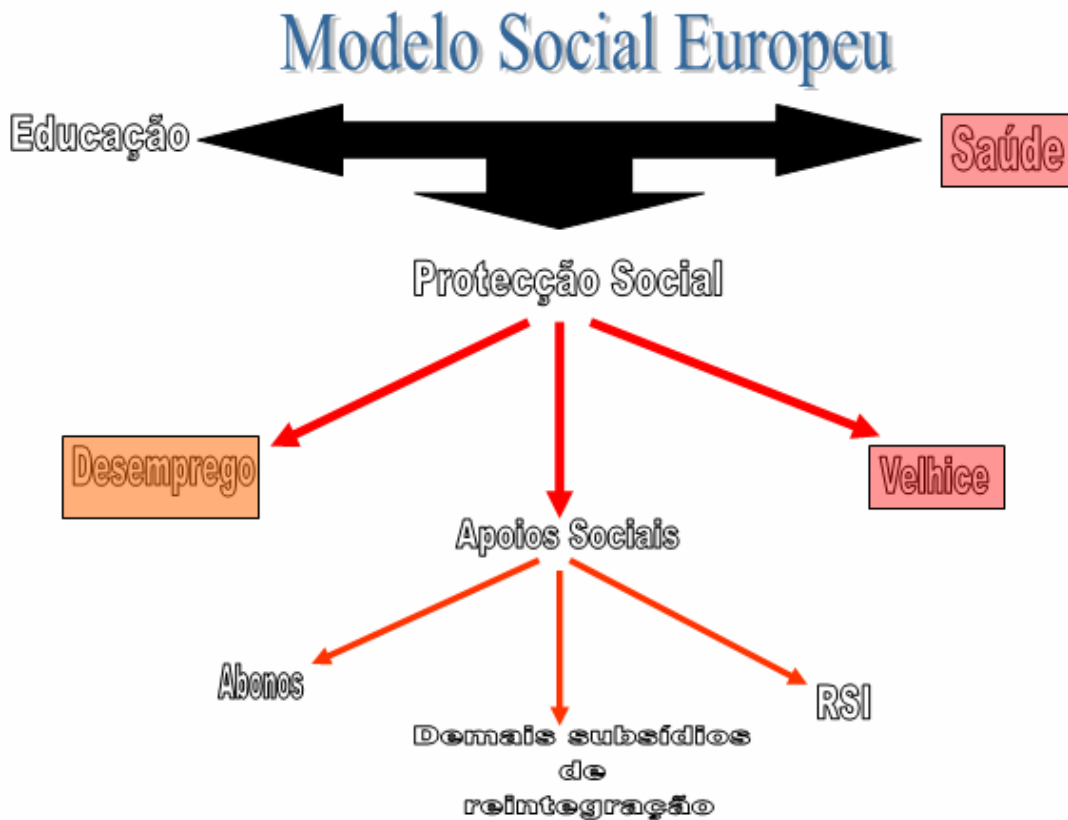 Modelo Social Europeu
Educação
Saúde
Protecção Social
Desemprego
Velhice
Apoios Sociais
Abonos
RSI
Demais subsídios
de
reintegração